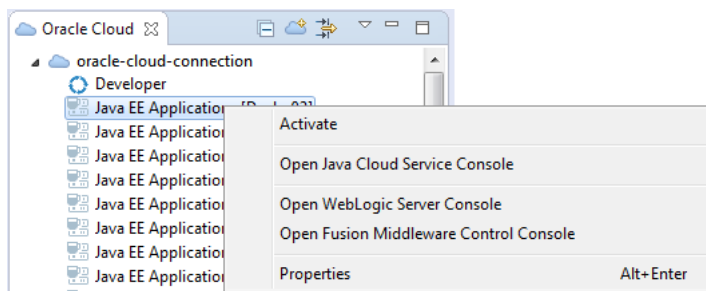 Oracle Cloud
oracle-cloud-connection
Developer
Java EE Application
Java EE Application
Java EE Application
Java EE Application
Java EE Application
Java EE Application
Java EE Application
Java EE Application
Activate
Open Java Cloud Service Console
Open WebLogic Server Console
Open Fusion Middleware Control Console
Properties Alt+Enter